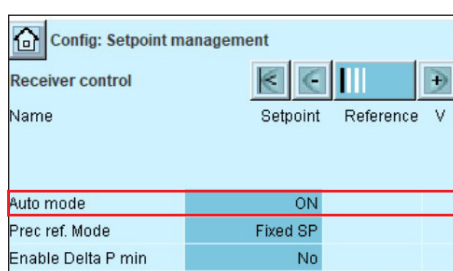 Config: Setpoint management
Receiver control
Name Setpoint Reference V
Auto mode ON
Prec ref. Mode Fixed SP
Enable Delta P min No